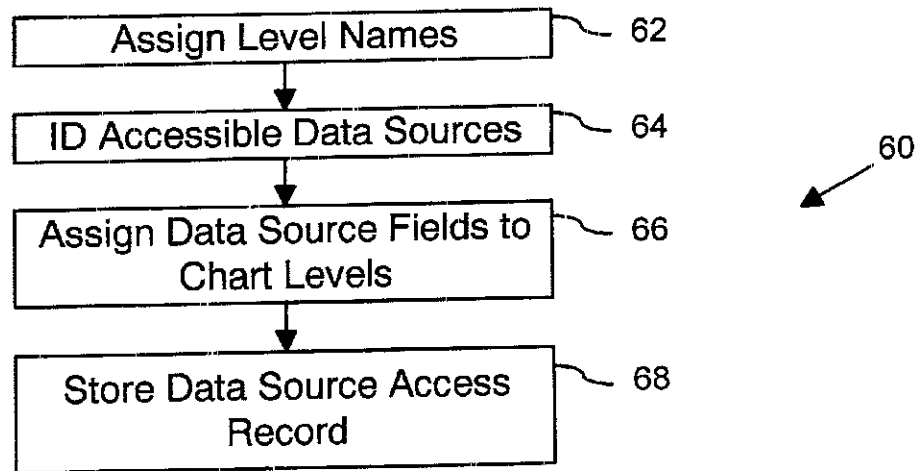 Assign Level Names
62
ID Accessible Data Sources
64
60
Assign Data Source Fields to
Chart Levels
66
Store Data Source Access
Record
68